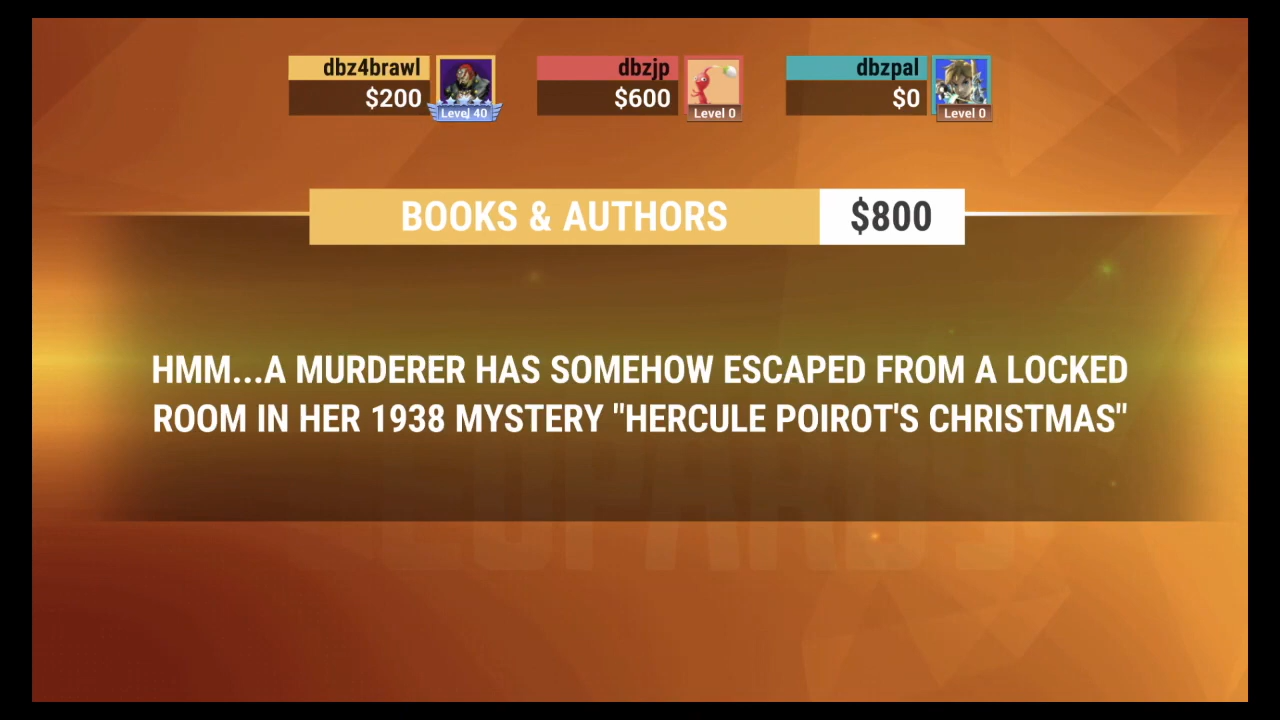 dbz4brawl
$200
Level 40
dbzjp
$600
Level 0
dbzpal
$0
Level 0
BOOKS & AUTHORS $800
HMM...A MURDERER HAS SOMEHOW ESCAPED FROM A LOCKED
ROOM IN HER 1938 MYSTERY "HERCULE POIROT'S CHRISTMAS"
JEOPARDY!